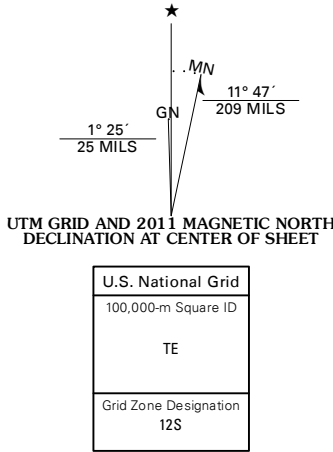 ★
MN
GN
11° 47´
209 MILS
1° 25´
25 MILS
UTM GRID AND 2011 MAGNETIC NORTH
DECLINATION AT CENTER OF SHEET
U.S. National Grid
100,000-m Square ID
TE
Grid Zone Designation
12S